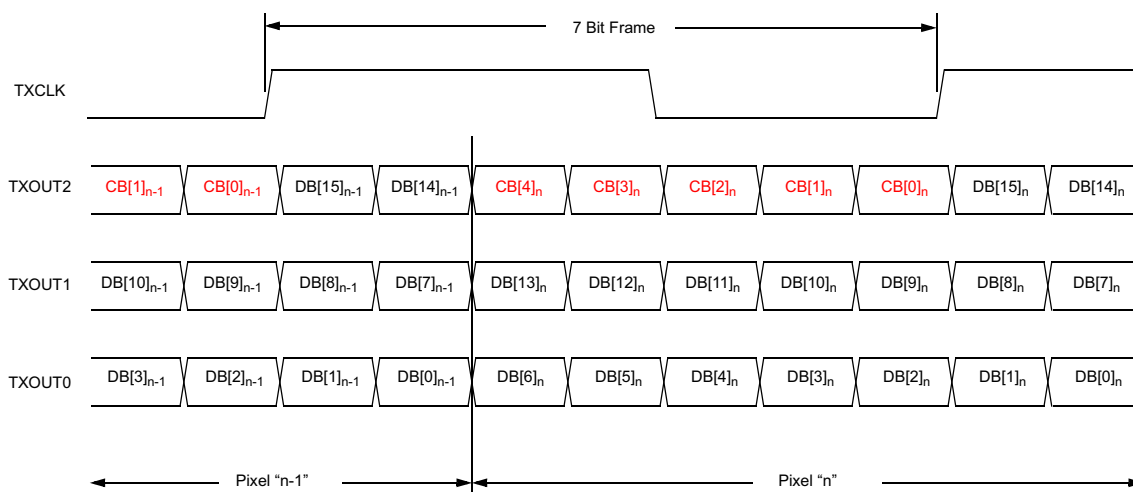 7 Bit Frame
TXCLK
TXOUT2 CB[1]n-1 CB[0]n-1 DB[15]n-1 DB[14]n-1 CB[4]n CB[3]n CB[2]n CB[1]n CB[0]n DB[15]n DB[14]n
TXOUT1 DB[10]n-1 DB[9]n-1 DB[8]n-1 DB[7]n-1 DB[13]n DB[12]n DB[11]n DB[10]n DB[9]n DB[8]n DB[7]n
TXOUT0 DB[3]n-1 DB[2]n-1 DB[1]n-1 DB[0]n-1 DB[6]n DB[5]n DB[4]n DB[3]n DB[2]n DB[1]n DB[0]n
Pixel “n-1” Pixel “n”